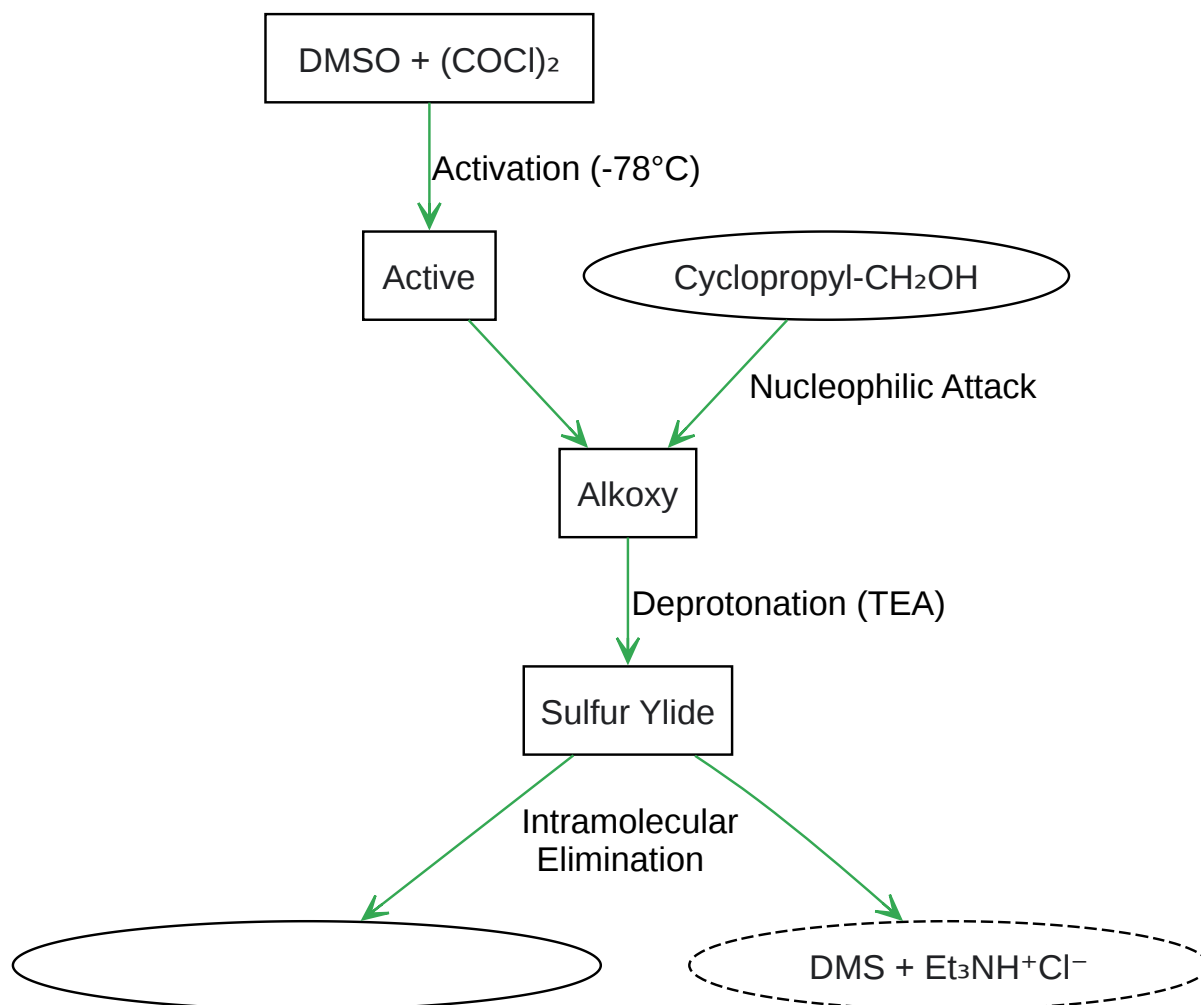 DMSO + (COCl)₂
Activation (-78°C)
Active
Cyclopropyl-CH₂OH
Nucleophilic Attack
Alkoxy
Deprotonation (TEA)
Sulfur Ylide
Intramolecular
Elimination
DMS + Et₃NH⁺Cl⁻